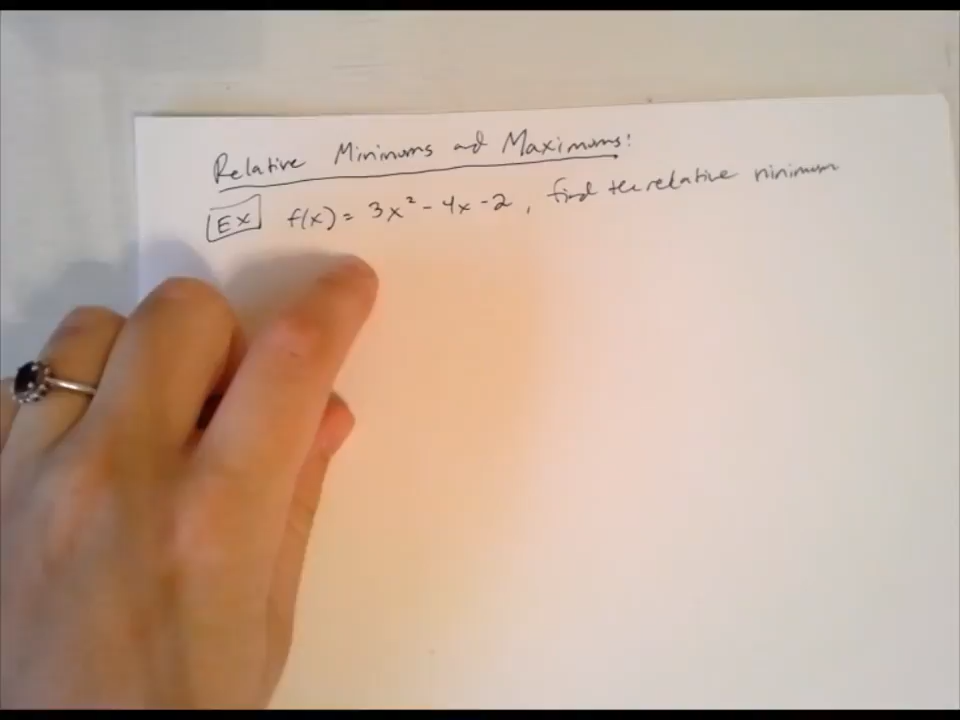 Relative Minimums and Maximums:
Ex f(x) = 3x² - 4x - 2 , find the relative minimum